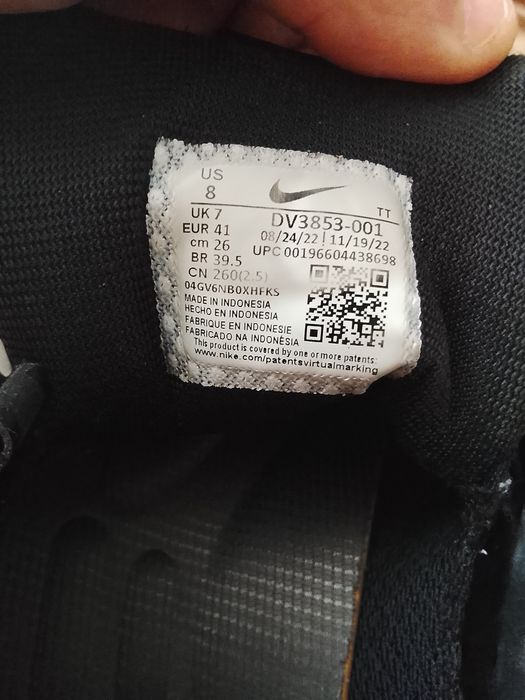 US
8
TT
UK 7
DV3853-001
EUR 41
08/24/22 | 11/19/22
cm 26
UPC 00196604438698
BR 39.5
CN 260(2.5)
04GV6NB0XHFKS
MADE IN INDONESIA
HECHO EN INDONESIA
FABRIQUE EN INDONESIE
FABRICADO NA INDONÉSIA
This product is covered by one or more patents:
www.nike.com/patentsvirtualmarking